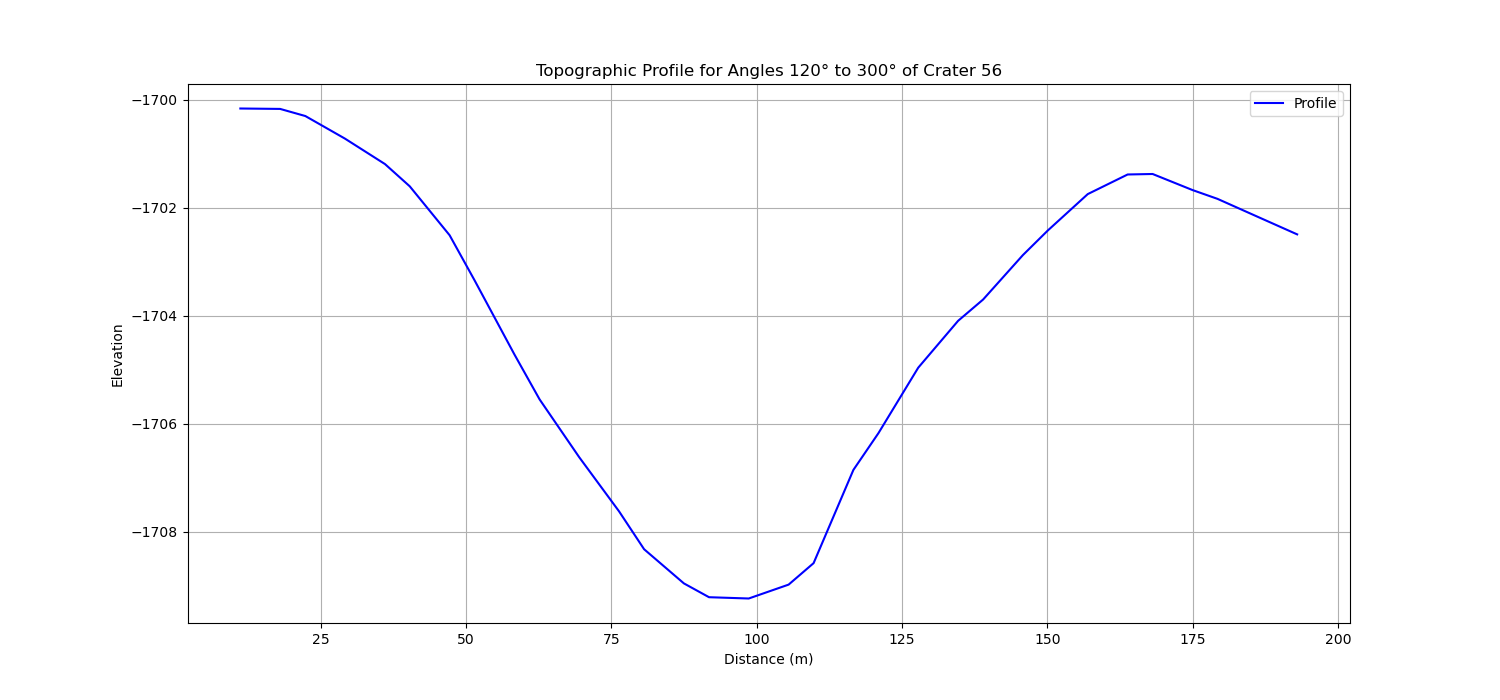 Topographic Profile for Angles 120° to 300° of Crater 56
Profile
−1700
−1702
−1704
−1706
−1708
Elevation
25 50 75 100 125 150 175 200
Distance (m)